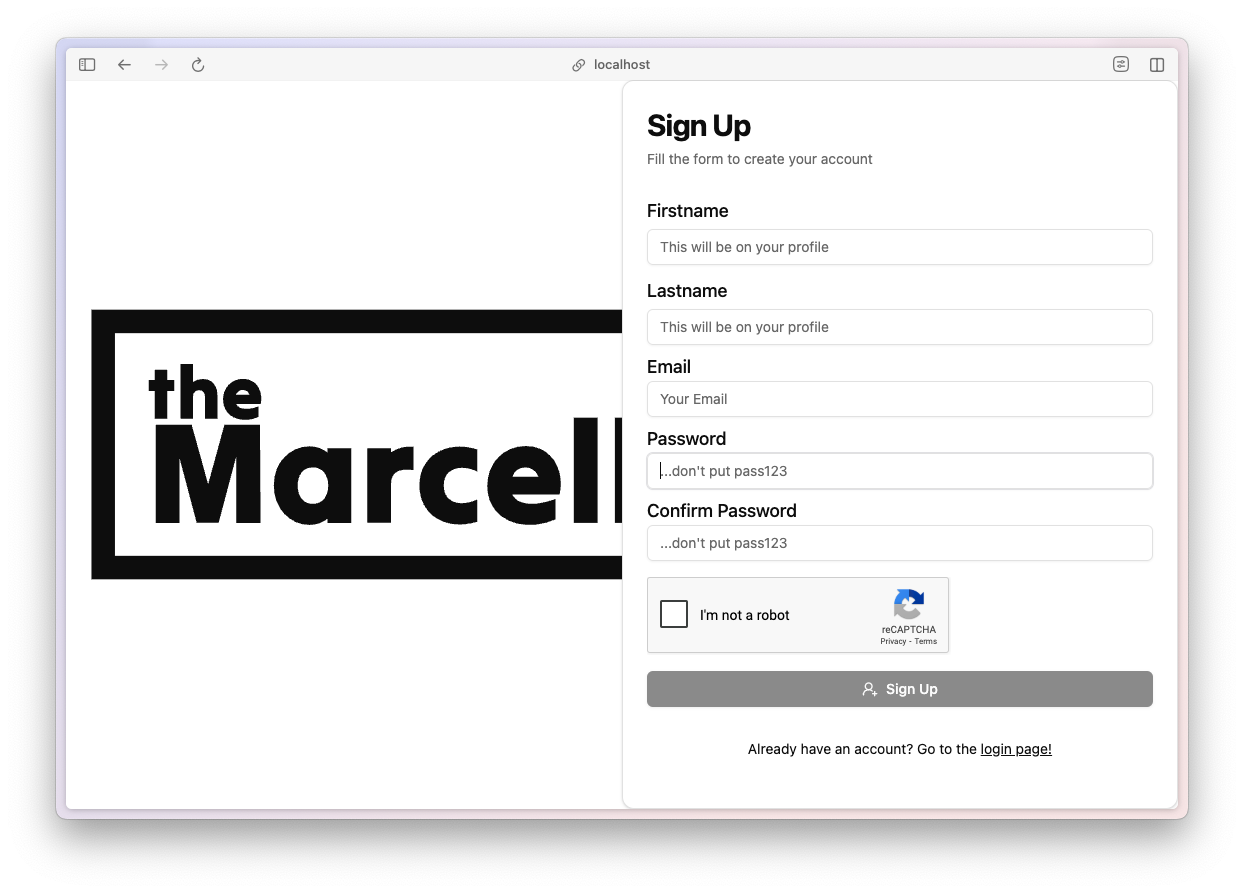 localhost
the
Marcell
Sign Up
Fill the form to create your account
Firstname
This will be on your profile
Lastname
This will be on your profile
Email
Your Email
Password
...don't put pass123
Confirm Password
...don't put pass123
I'm not a robot
reCAPTCHA
Privacy - Terms
Sign Up
Already have an account? Go to the login page!